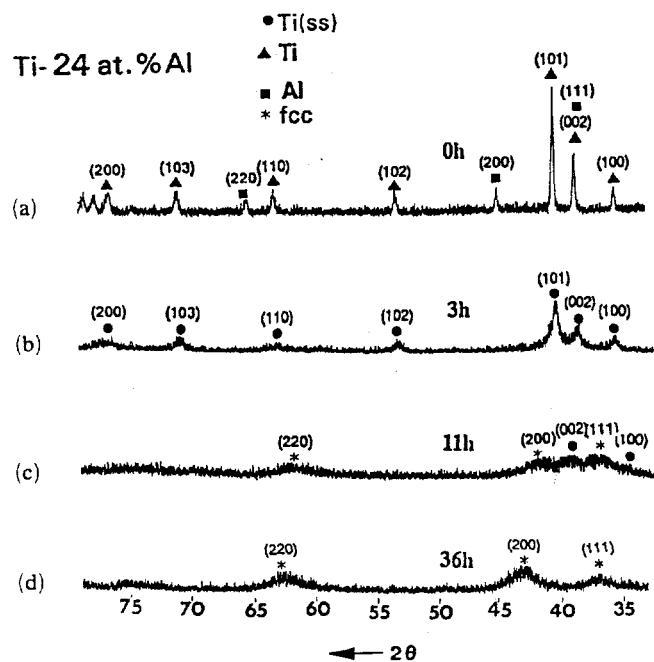 ● Ti(ss)
Ti- 24 at.%Al
▲ Ti
■ Al
* fcc
(101)
(111)
(002)
0h
(200) (103) (220) (110) (102) (200) (100)
(a)
(101)
3h
(200) (103) (110) (102) (002) (100)
(b)
11h
(220) (200) (002) (111) (100)
(c)
36h
(220) (200) (111)
(d)
75 70 65 60 55 50 45 40 35
← 2θ